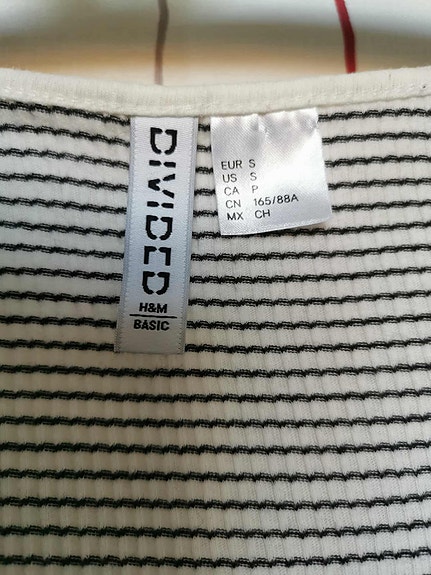 DIVIDED
H&M
BASIC
EUR S
US S
CA P
CN 165/88A
MX CH